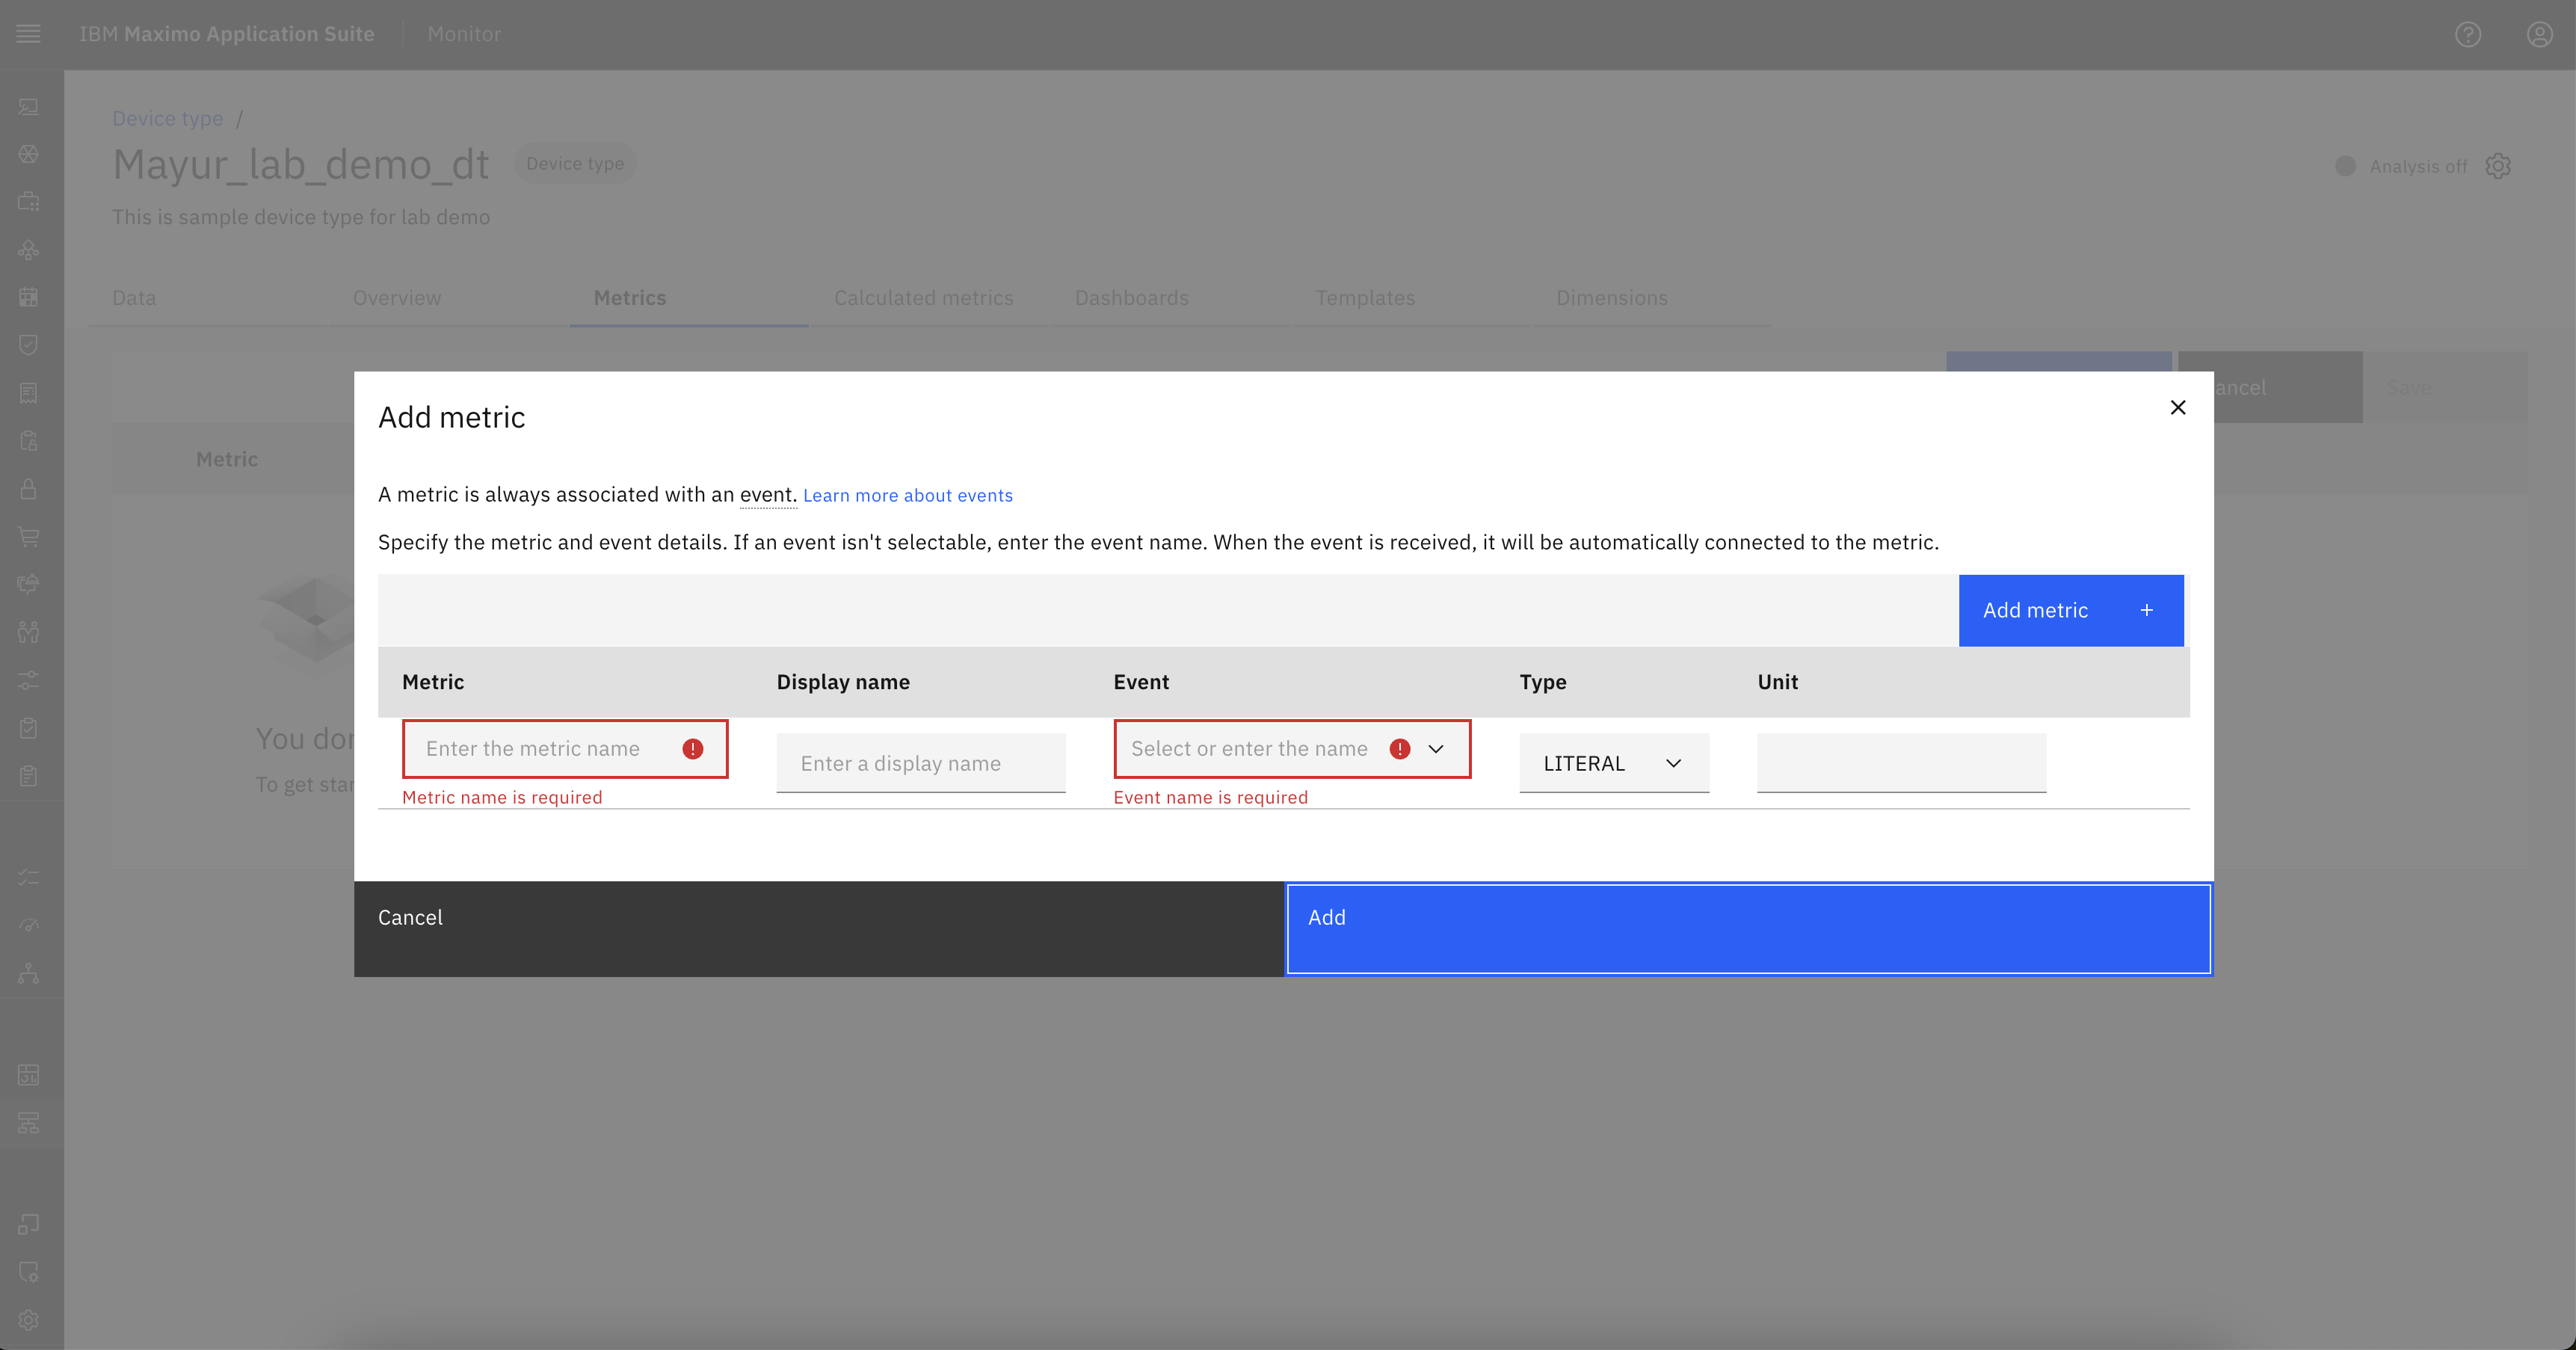 IBM Maximo Application Suite Monitor
Device type /
Mayur_lab_demo_dt Device type
Analysis off
This is sample device type for lab demo
Data Overview Metrics Calculated metrics Dashboards Templates Dimensions
ancel Save
Metric
You don
To get star
Add metric
A metric is always associated with an event. Learn more about events
Specify the metric and event details. If an event isn't selectable, enter the event name. When the event is received, it will be automatically connected to the metric.
Add metric +
Metric Display name Event Type Unit
Enter the metric name Enter a display name Select or enter the name LITERAL
Metric name is required Event name is required
Cancel Add